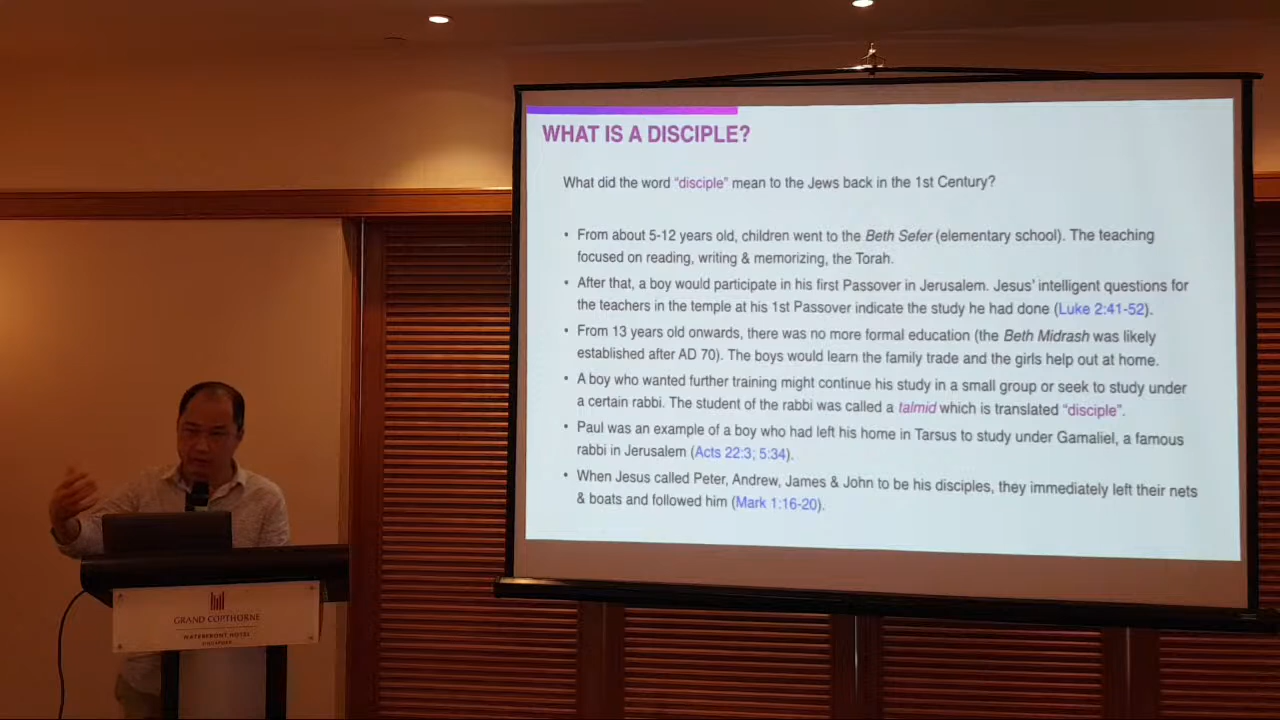 WHAT IS A DISCIPLE?
What did the word "disciple" mean to the Jews back in the 1st Century?
• From about 5-12 years old, children went to the Beth Sefer (elementary school). The teaching
focused on reading, writing & memorizing, the Torah.
• After that, a boy would participate in his first Passover in Jerusalem. Jesus' intelligent questions for
the teachers in the temple at his 1st Passover indicate the study he had done (Luke 2:41-52).
• From 13 years old onwards, there was no more formal education (the Beth Midrash was likely
established after AD 70). The boys would learn the family trade and the girls help out at home.
• A boy who wanted further training might continue his study in a small group or seek to study under
a certain rabbi. The student of the rabbi was called a talmid which is translated "disciple".
• Paul was an example of a boy who had left his home in Tarsus to study under Gamaliel, a famous
rabbi in Jerusalem (Acts 22:3; 5:34).
• When Jesus called Peter, Andrew, James & John to be his disciples, they immediately left their nets
& boats and followed him (Mark 1:16-20).
GRAND COPTHORNE
WATERFRONT HOTEL
SINGAPORE